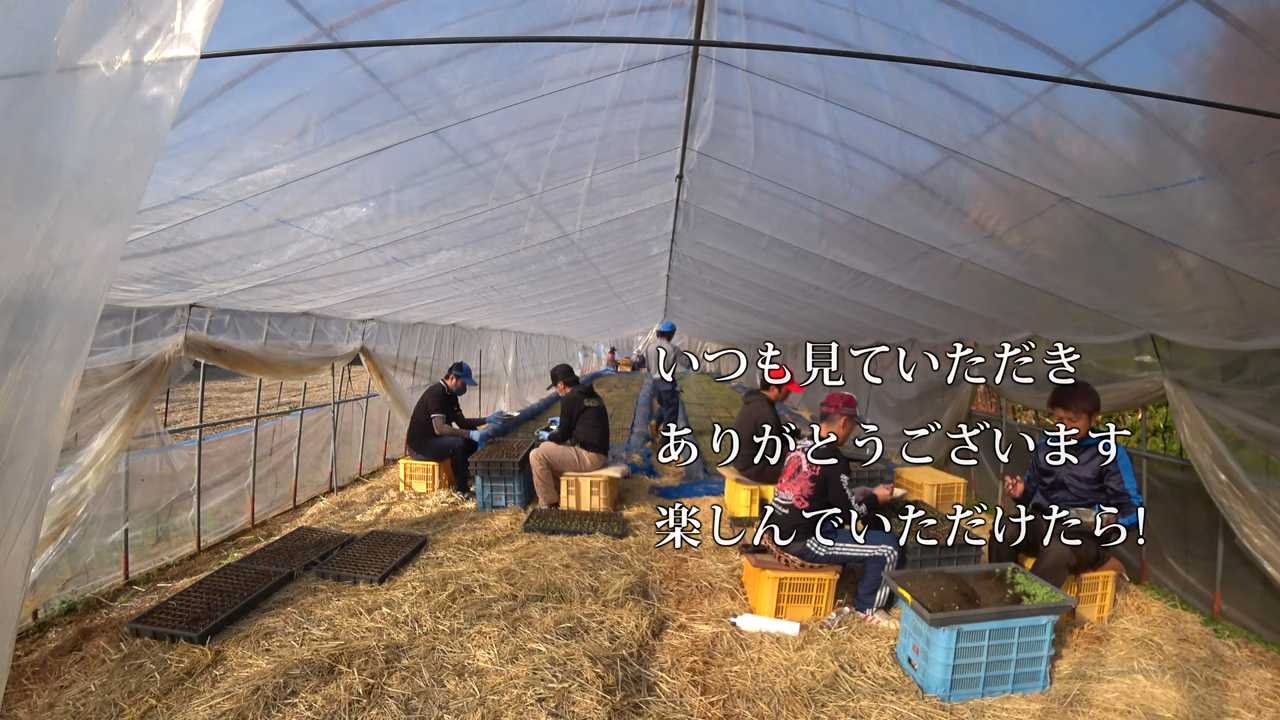 いつも見ていただき
ありがとうございます
楽しんでいただけたら!